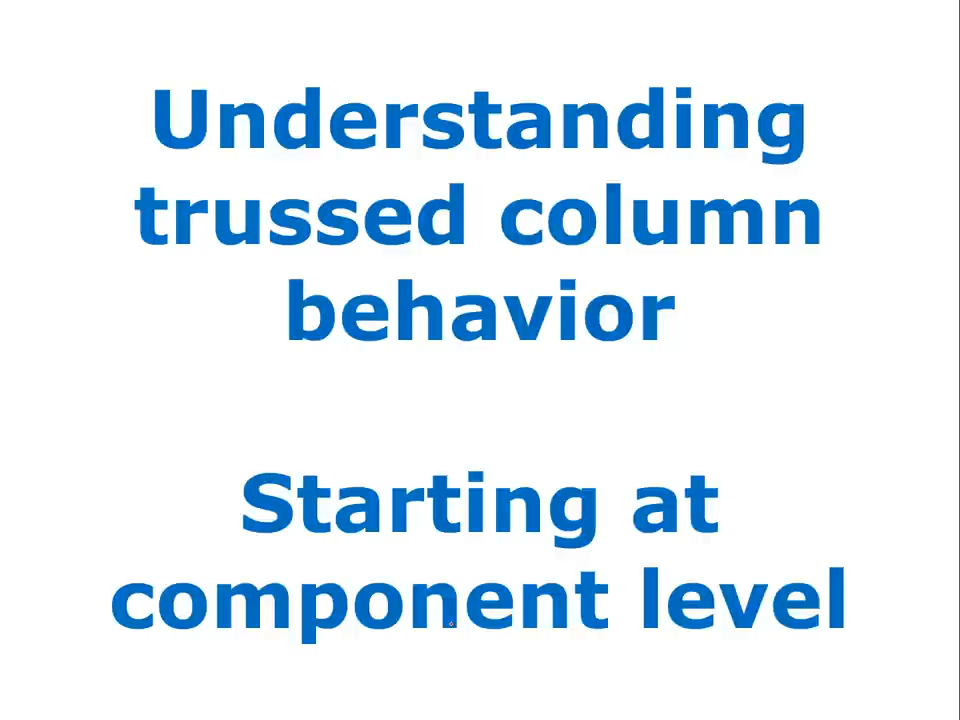 Understanding
trussed column
behavior
Starting at
component level